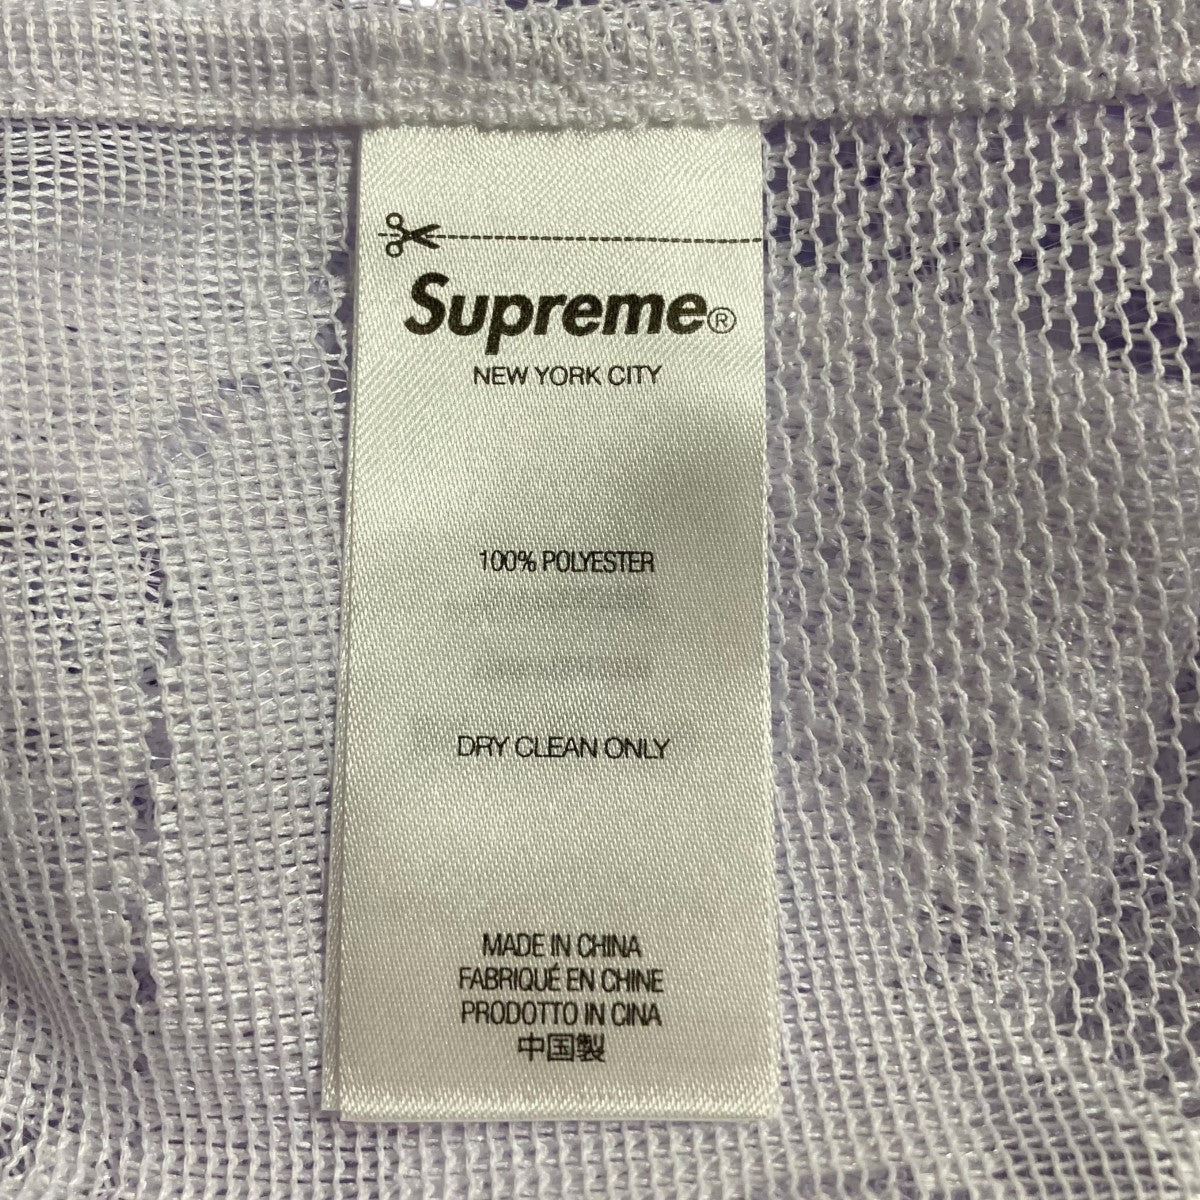 Supreme®
NEW YORK CITY
100% POLYESTER
DRY CLEAN ONLY
MADE IN CHINA
FABRIQUÉ EN CHINE
PRODOTTO IN CINA
中国製